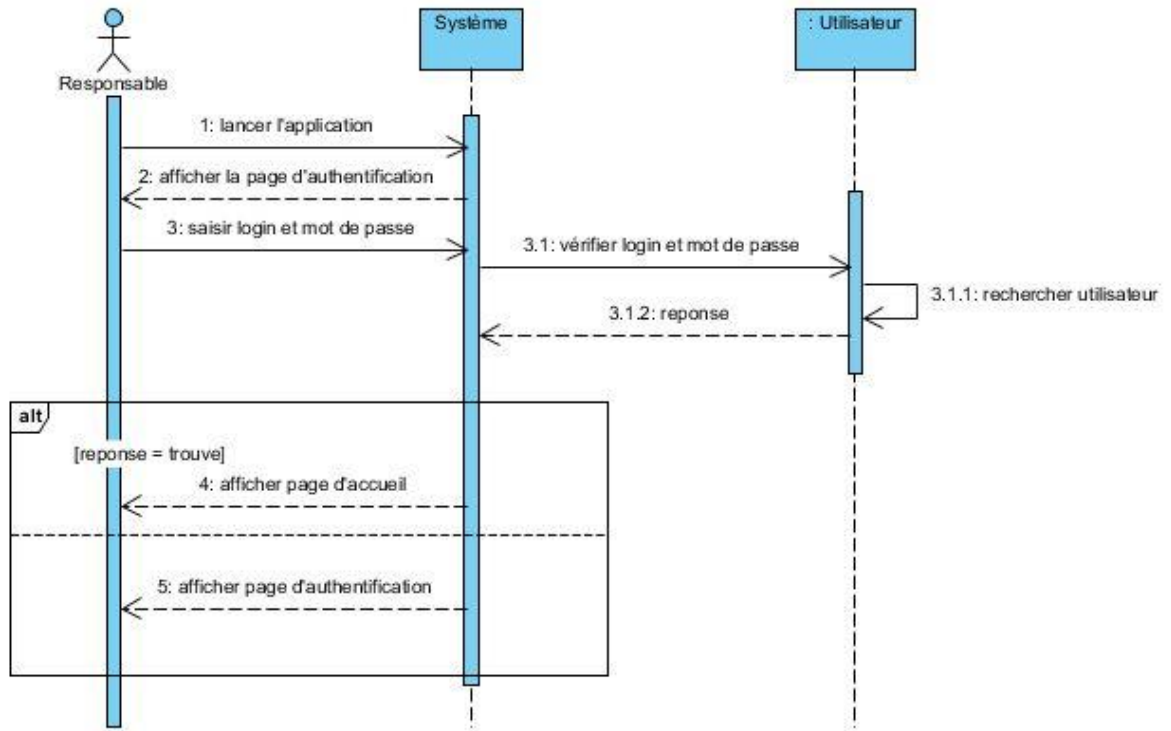 Système
: Utilisateur
Responsable
1: lancer l'application
2: afficher la page d'authentification
3: saisir login et mot de passe
3.1: vérifier login et mot de passe
3.1.1: rechercher utilisateur
3.1.2: reponse
alt
[reponse = trouve]
4: afficher page d'accueil
5: afficher page d'authentification